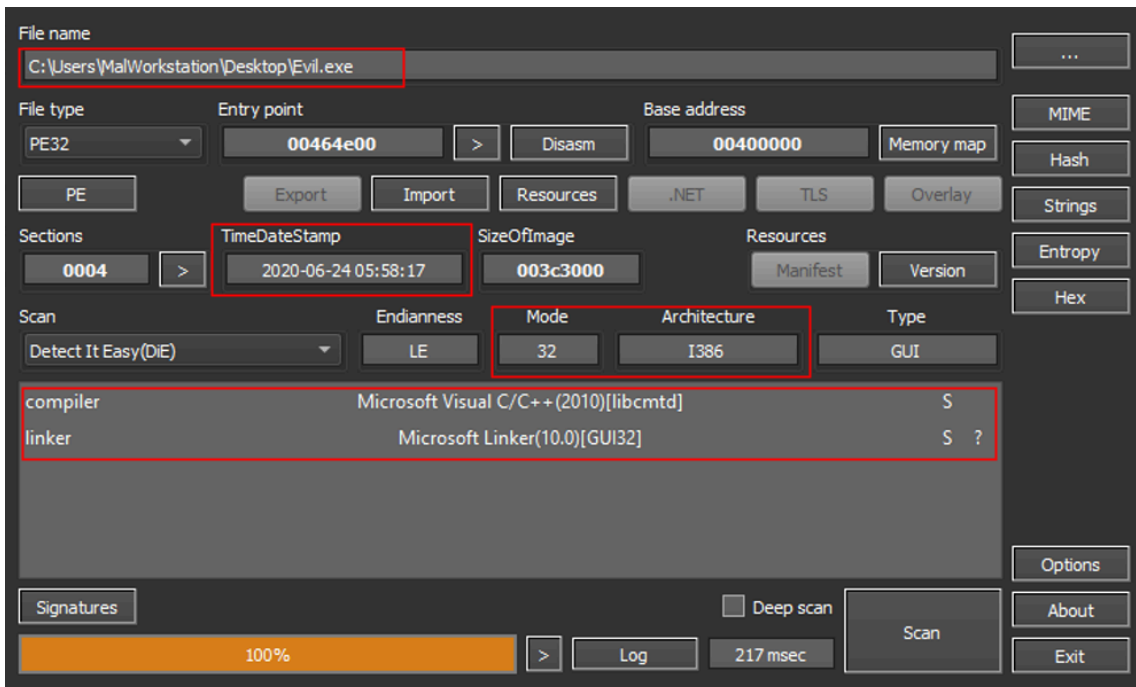 File name
C:\Users\MalWorkstation\Desktop\Evil.exe
...
File type Entry point Base address
PE32 00464e00 > Disasm 00400000 Memory map
MIME
Hash
PE Export Import Resources .NET TLS Overlay
Strings
Sections TimeDateStamp SizeOfImage Resources
0004 > 2020-06-24 05:58:17 003c3000 Manifest Version
Entropy
Hex
Scan Endianness Mode Architecture Type
Detect It Easy(DiE) LE 32 I386 GUI
compiler Microsoft Visual C/C++(2010)[libcmtd] S
linker Microsoft Linker(10.0)[GUI32] S ?
Options
Signatures Deep scan Scan About
100% > Log 217 msec Exit